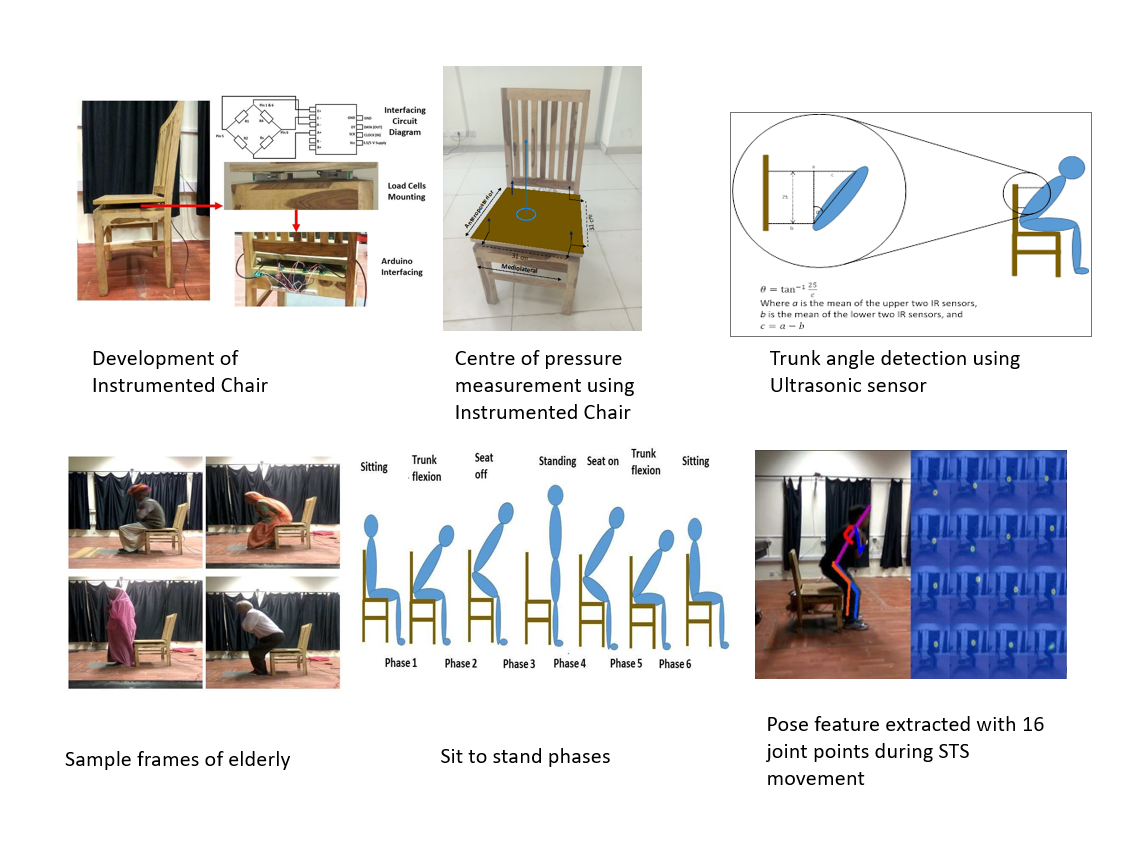 Interfacing
Circuit
Diagram
Load Cells
Mounting
Arduino
Interfacing
Development of
Instrumented Chair
Anteroposterior
31 cm
31 cm
Mediolateral
Centre of pressure
measurement using
Instrumented Chair
a
c
25
b
θ = tan⁻¹ 25/c
Where a is the mean of the upper two IR sensors,
b is the mean of the lower two IR sensors, and
c = a − b
Trunk angle detection using
Ultrasonic sensor
Sample frames of elderly
Sitting
Trunk
flexion
Seat
off
Standing
Seat on
Trunk
flexion
Sitting
Phase 1
Phase 2
Phase 3
Phase 4
Phase 5
Phase 6
Sit to stand phases
Pose feature extracted with 16
joint points during STS
movement